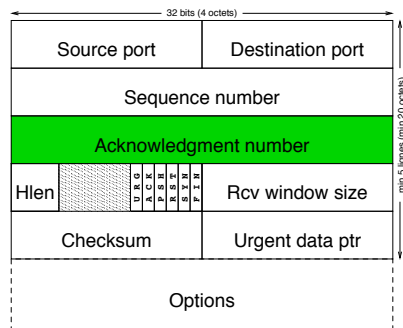 32 bits (4 octets)
Source port
Destination port
Sequence number
Acknowledgment number
Hlen
URG
ACK
PSH
RST
SYN
FIN
Rcv window size
Checksum
Urgent data ptr
Options
min 5 lignes (min 20 octets)